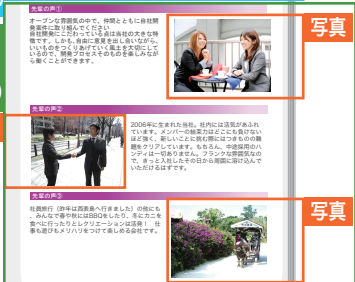 先輩の声①
オープンな雰囲気の中で、仲間とともに自社開
発案件に取り組んでください
自社開発にこだわっている点は当社の大きな特
徴です。しかも、自由に意見を出し合いながら、
いいものをつくりあげていく風土を大切にして
いるので、開発プロセスそのものを楽しみなが
ら働くことができます。
写真
先輩の声②
2006年に生まれた当社。社内には活気があふれ
ています。メンバーの結束力はどこにも負けない
ほど強く、新しいことに挑む際にはつきものの難
題をクリアしています。もちろん、中途採用のハ
ンディは一切ありません。フランクな雰囲気なの
で、きっと入社したその日から周囲に溶け込んで
いただけるはずです。
先輩の声③
社員旅行（昨年は西表島へ行きました）の他にも
、みんなで春や秋にはBBQをしたり、冬にカニを
食べに行ったりとレクリエーションは活発！　仕
事も遊びもメリハリをつけて楽しめる会社です。
写真